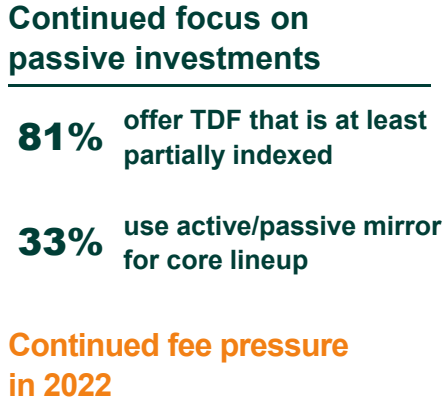 Continued focus on
passive investments
81%
offer TDF that is at least
partially indexed
33%
use active/passive mirror
for core lineup
Continued fee pressure
in 2022